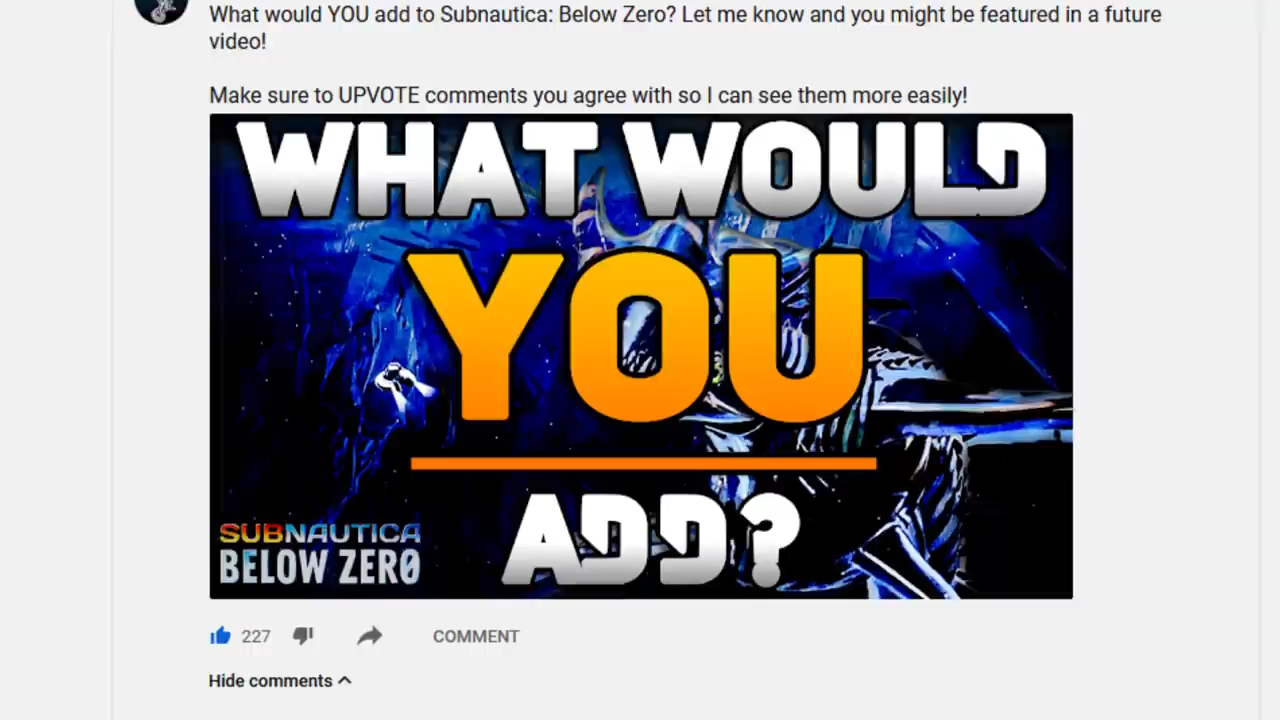 What would YOU add to Subnautica: Below Zero? Let me know and you might be featured in a future
video!
Make sure to UPVOTE comments you agree with so I can see them more easily!
WHAT WOULD
YOU
ADD?
SUBNAUTICA
BELOW ZERO
227
COMMENT
Hide comments